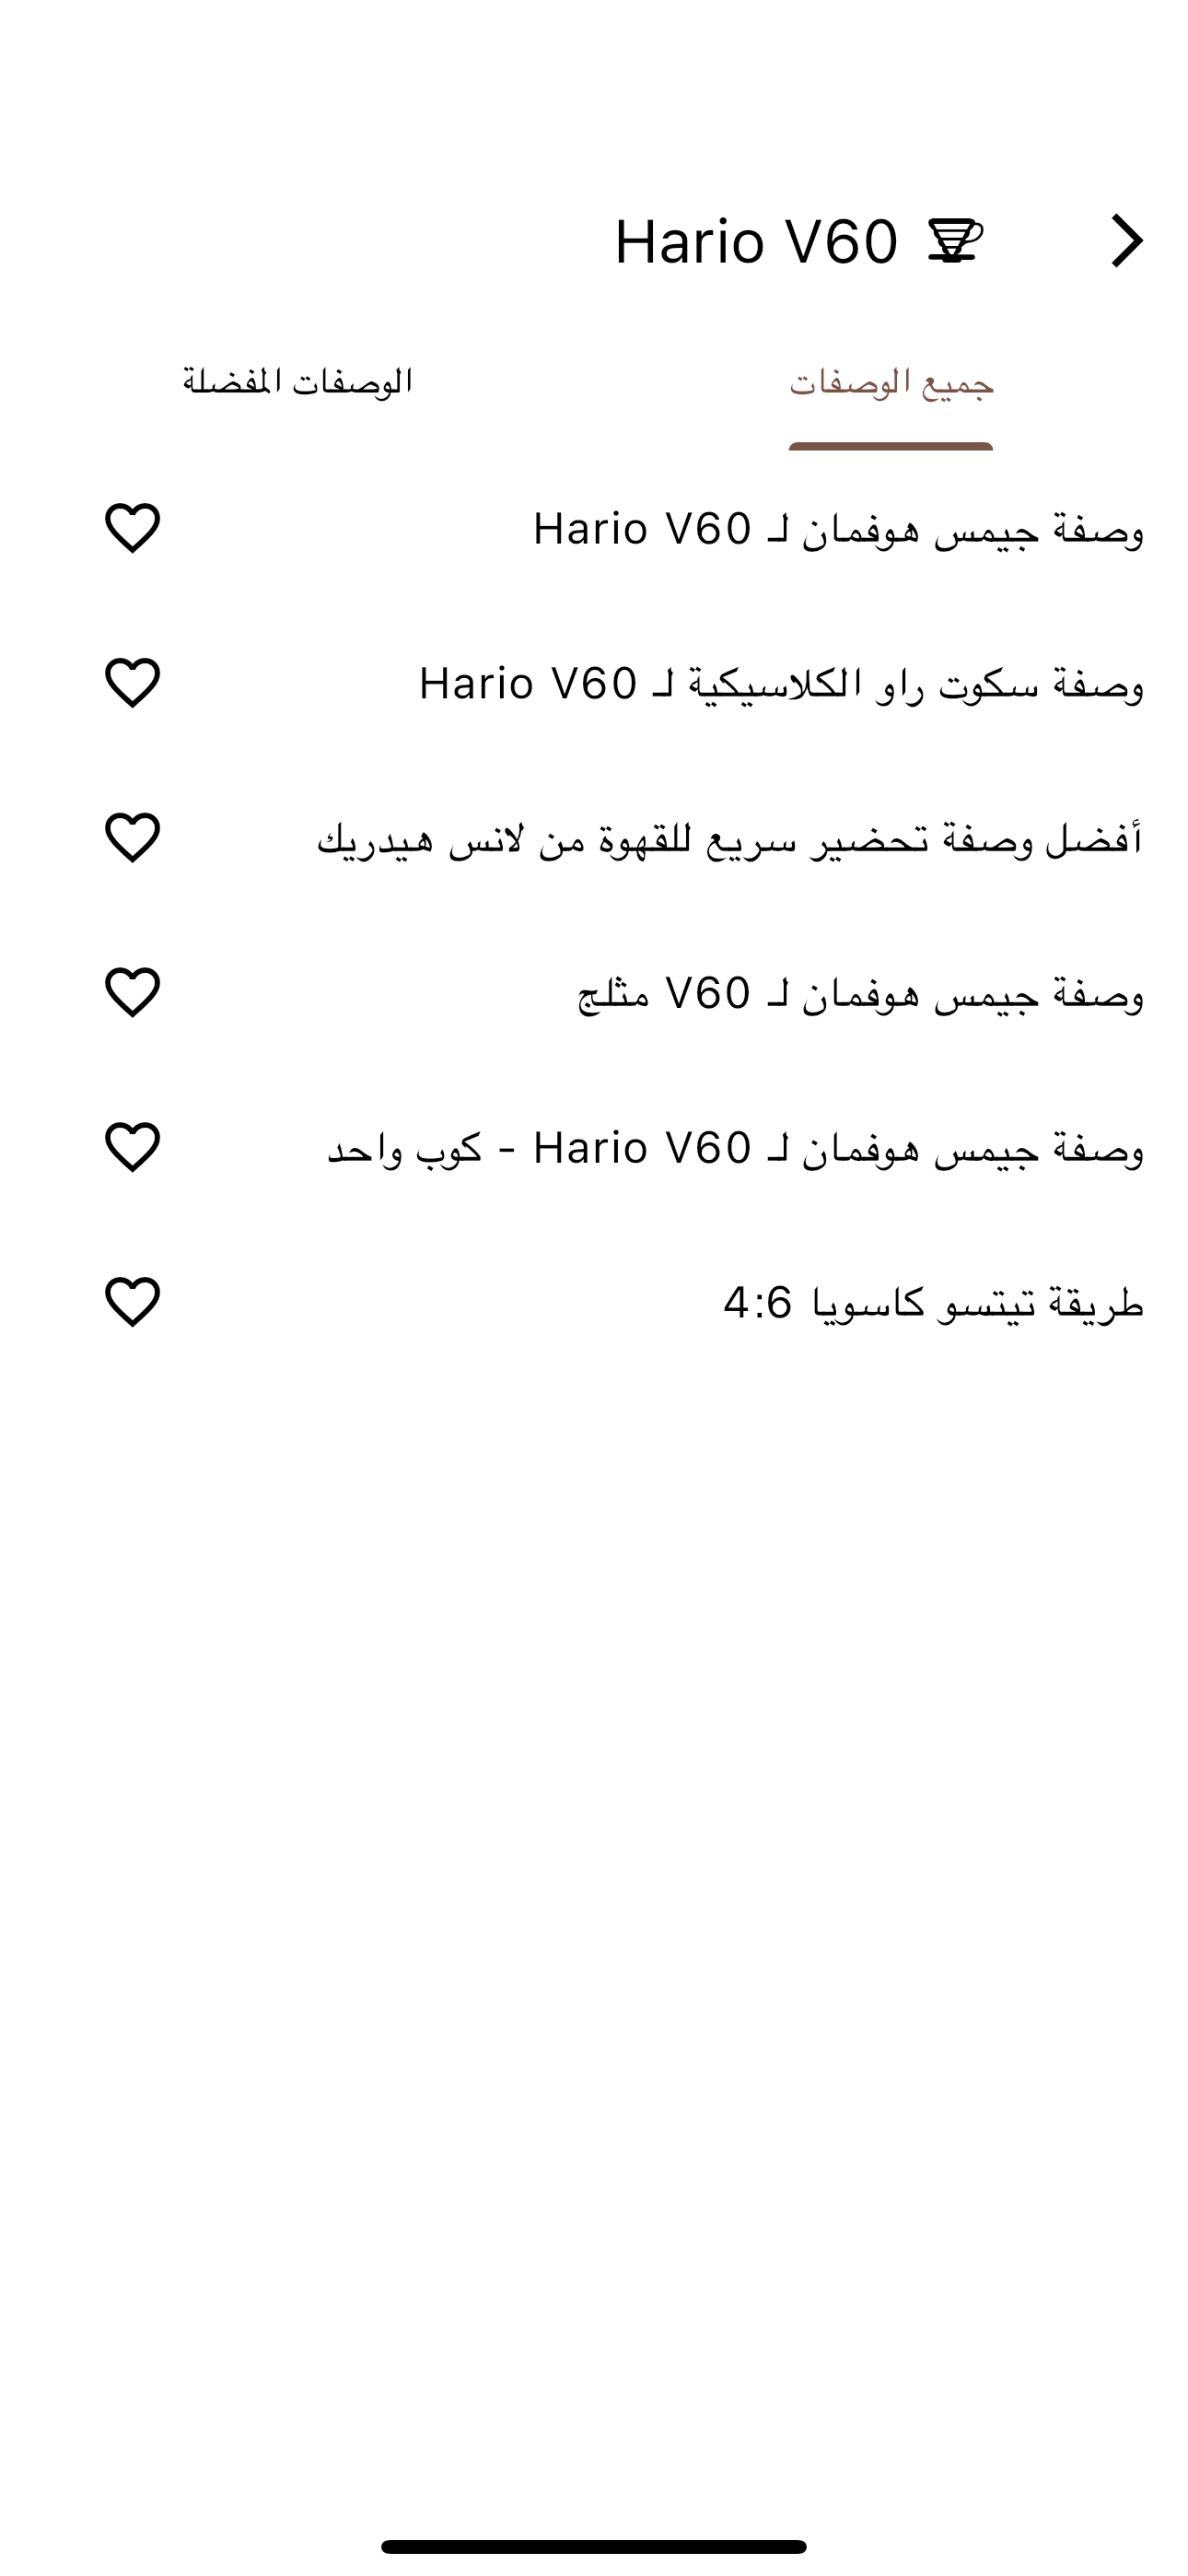 Hario V60
جميع الوصفات
الوصفات المفضلة
وصفة جيمس هوفمان لـ Hario V60
وصفة سكوت راو الكلاسيكية لـ Hario V60
أفضل وصفة تحضير سريع للقهوة من لانس هيدريك
وصفة جيمس هوفمان لـ V60 مثلج
وصفة جيمس هوفمان لـ Hario V60 - كوب واحد
طريقة تيتسو كاسويا 4:6